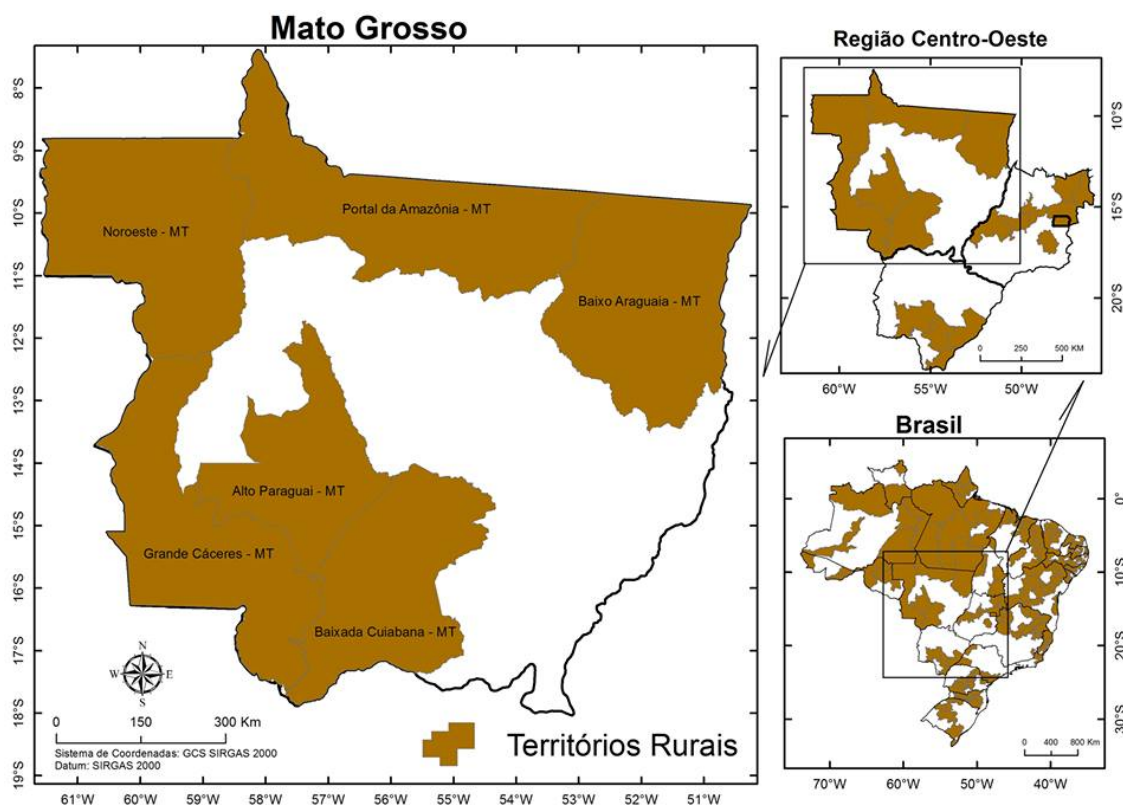 Mato Grosso
8°S
9°S
10°S
11°S
12°S
13°S
14°S
15°S
16°S
17°S
18°S
19°S
Noroeste - MT
Portal da Amazônia - MT
Baixo Araguaia - MT
Alto Paraguai - MT
Grande Cáceres - MT
Baixada Cuiabana - MT
N
W E
S
0 150 300 Km
Sistema de Coordenadas: GCS SIRGAS 2000
Datum: SIRGAS 2000
Territórios Rurais
61°W 60°W 59°W 58°W 57°W 56°W 55°W 54°W 53°W 52°W 51°W
Região Centro-Oeste
10°S
15°S
20°S
0 250 500 KM
60°W 55°W 50°W
Brasil
0°
10°S
20°S
30°S
0 400 800 Km
70°W 60°W 50°W 40°W